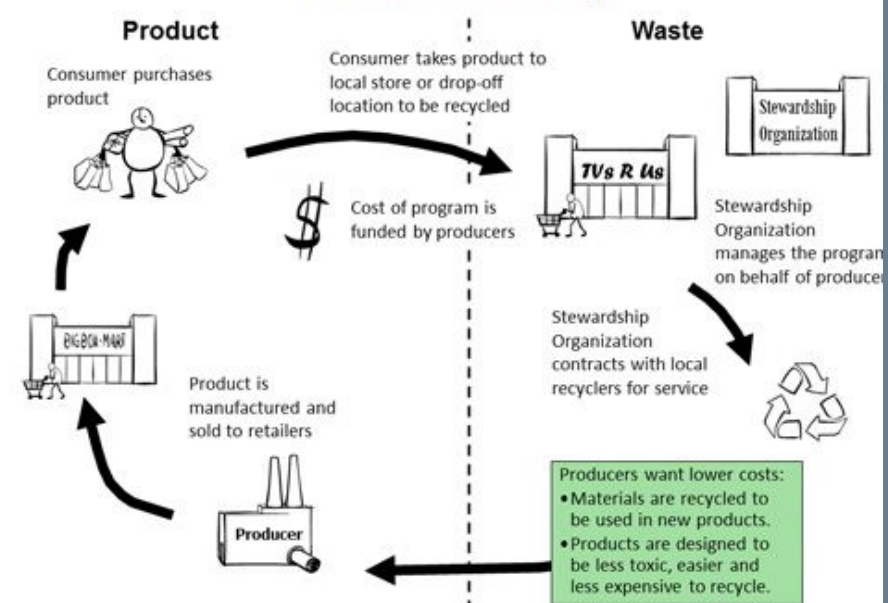 Product
Waste
Consumer purchases
product
Consumer takes product to
local store or drop-off
location to be recycled
Stewardship
Organization
TVs R Us
$
Cost of program is
funded by producers
Stewardship
Organization
manages the program
on behalf of producer
BIGBOX-MART
Stewardship
Organization
contracts with local
recyclers for service
Product is
manufactured and
sold to retailers
Producer
Producers want lower costs:
•Materials are recycled to
be used in new products.
•Products are designed to
be less toxic, easier and
less expensive to recycle.